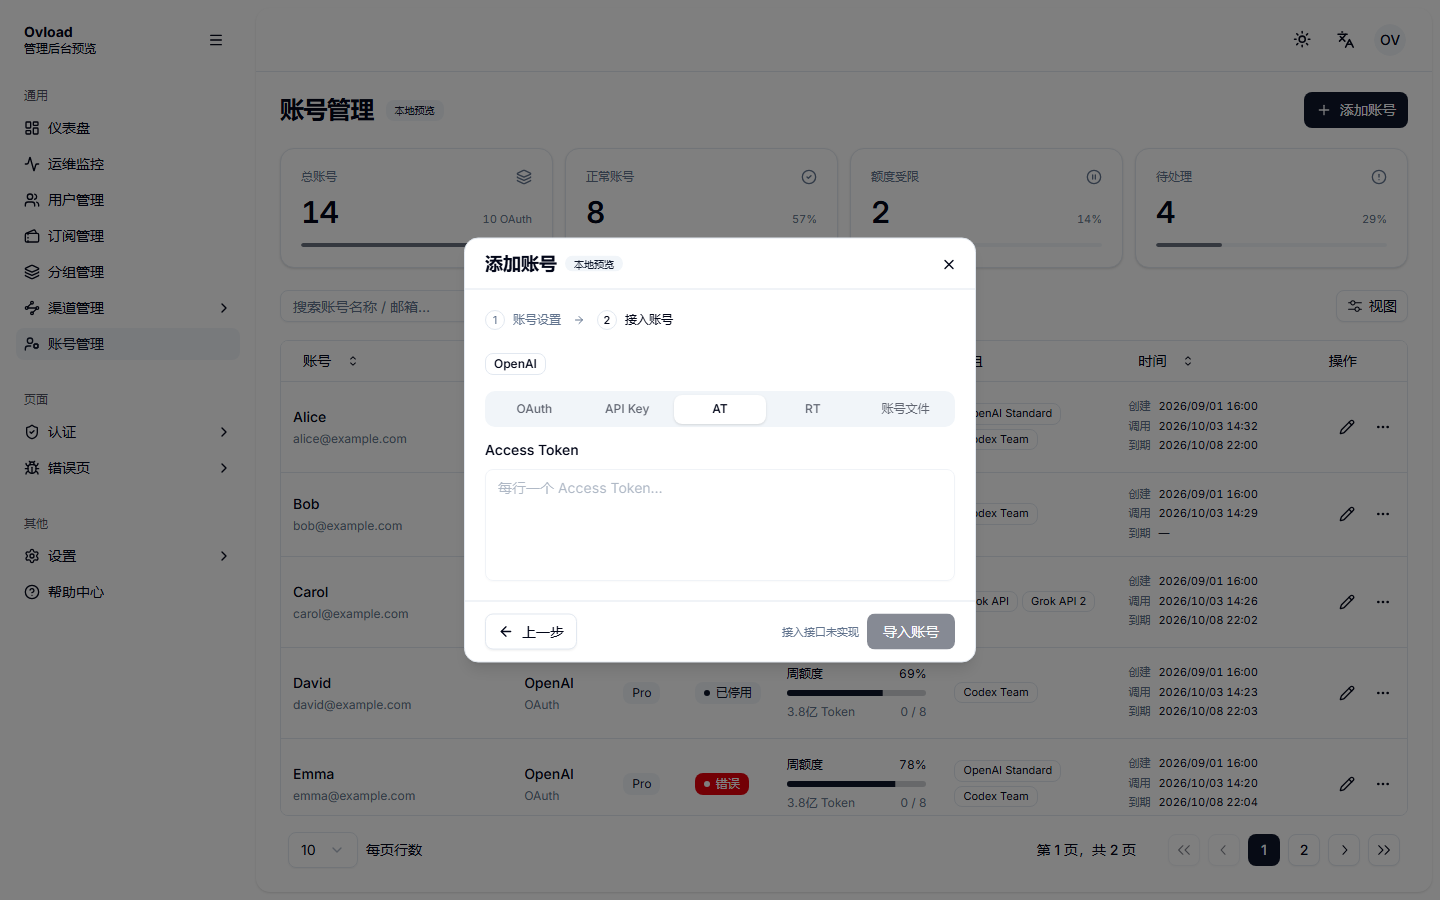 Ovload
管理后台预览
OV
通用
仪表盘
运维监控
用户管理
订阅管理
分组管理
渠道管理
账号管理
页面
认证
错误页
其他
设置
帮助中心
账号管理 本地预览
添加账号
总账号
14
10 OAuth
正常账号
8
57%
额度受限
2
14%
待处理
4
29%
搜索账号名称 / 邮箱...
视图
账号
时间
操作
Alice
alice@example.com
Codex Team
创建 2026/09/01 16:00
调用 2026/10/03 14:32
到期 2026/10/08 22:00
Bob
bob@example.com
创建 2026/09/01 16:00
调用 2026/10/03 14:29
到期 —
Carol
carol@example.com
Grok API 2
创建 2026/09/01 16:00
调用 2026/10/03 14:26
到期 2026/10/08 22:02
David
david@example.com
OpenAI
OAuth
Pro
已停用
周额度 69%
3.8亿 Token 0 / 8
Codex Team
创建 2026/09/01 16:00
调用 2026/10/03 14:23
到期 2026/10/08 22:03
Emma
emma@example.com
OpenAI
OAuth
Pro
错误
周额度 78%
3.8亿 Token 0 / 8
OpenAI Standard
Codex Team
创建 2026/09/01 16:00
调用 2026/10/03 14:20
到期 2026/10/08 22:04
10
每页行数
第 1 页，共 2 页
1
2
添加账号 本地预览
1 账号设置 → 2 接入账号
OpenAI
OAuth
API Key
AT
RT
账号文件
Access Token
每行一个 Access Token...
上一步
接入接口未实现
导入账号